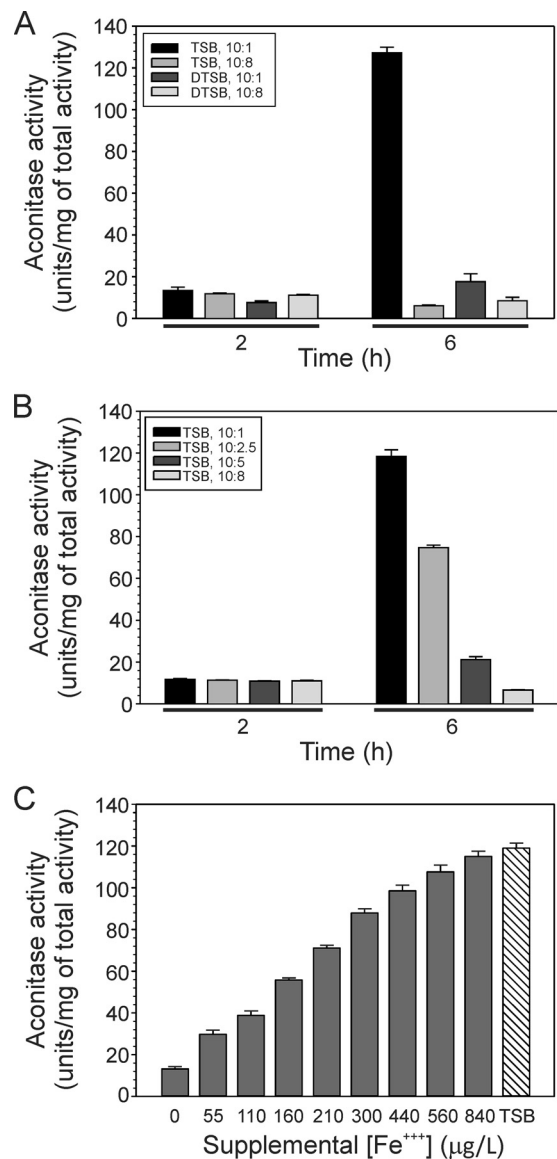 A
Aconitase activity
(units/mg of total activity)
140
120
100
80
60
40
20
0
TSB, 10:1
TSB, 10:8
DTSB, 10:1
DTSB, 10:8
2
6
Time (h)
B
Aconitase activity
(units/mg of total activity)
140
120
100
80
60
40
20
0
TSB, 10:1
TSB, 10:2.5
TSB, 10:5
TSB, 10:8
2
6
Time (h)
C
Aconitase activity
(units/mg of total activity)
140
120
100
80
60
40
20
0
0 55 110 160 210 300 440 560 840 TSB
Supplemental [Fe+++] (µg/L)